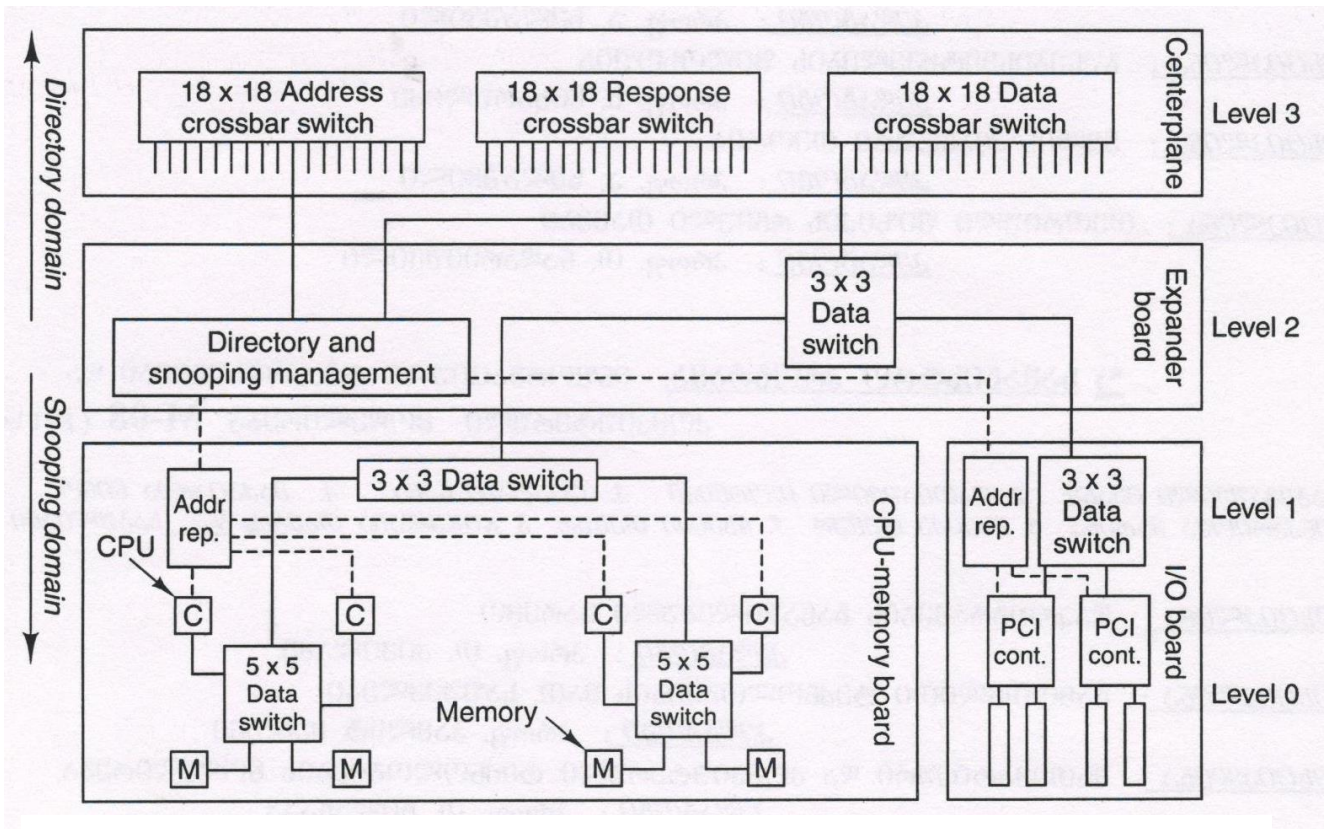 18 x 18 Address
crossbar switch
18 x 18 Response
crossbar switch
18 x 18 Data
crossbar switch
Centerplane
Level 3
Directory domain
Directory and
snooping management
3 x 3
Data
switch
Expander
board
Level 2
Snooping domain
Addr
rep.
3 x 3 Data switch
CPU
C
C
C
C
5 x 5
Data
switch
5 x 5
Data
switch
Memory
M
M
M
M
CPU-memory board
Addr
rep.
3 x 3
Data
switch
Level 1
PCI
cont.
PCI
cont.
I/O board
Level 0